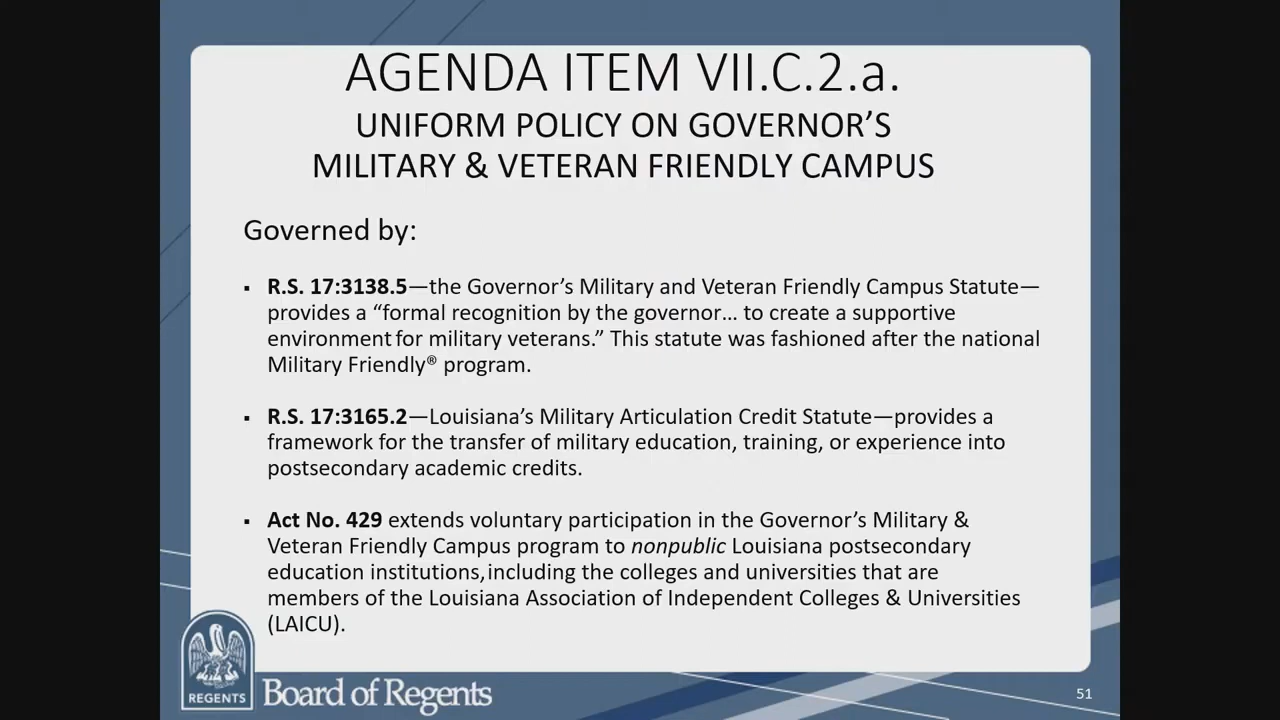 AGENDA ITEM VII.C.2.a.
UNIFORM POLICY ON GOVERNOR’S
MILITARY & VETERAN FRIENDLY CAMPUS
Governed by:
▪ R.S. 17:3138.5—the Governor’s Military and Veteran Friendly Campus Statute—
provides a “formal recognition by the governor… to create a supportive
environment for military veterans.” This statute was fashioned after the national
Military Friendly® program.
▪ R.S. 17:3165.2—Louisiana’s Military Articulation Credit Statute—provides a
framework for the transfer of military education, training, or experience into
postsecondary academic credits.
▪ Act No. 429 extends voluntary participation in the Governor’s Military &
Veteran Friendly Campus program to nonpublic Louisiana postsecondary
education institutions, including the colleges and universities that are
members of the Louisiana Association of Independent Colleges & Universities
(LAICU).
REGENTS
Board of Regents
51